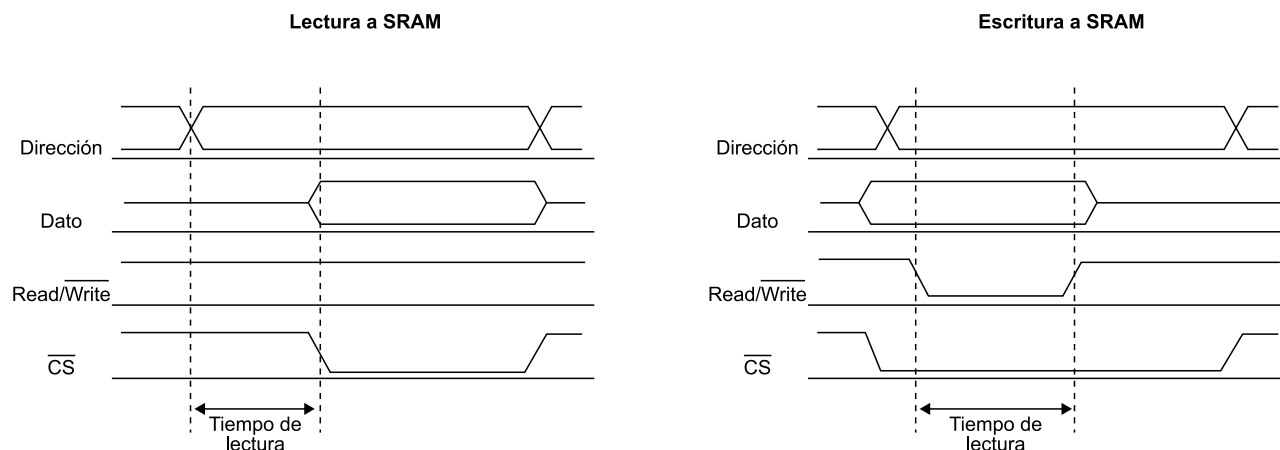 Lectura a SRAM
Dirección
Dato
Read/Write
CS
Tiempo de
lectura
Escritura a SRAM
Dirección
Dato
Read/Write
CS
Tiempo de
lectura